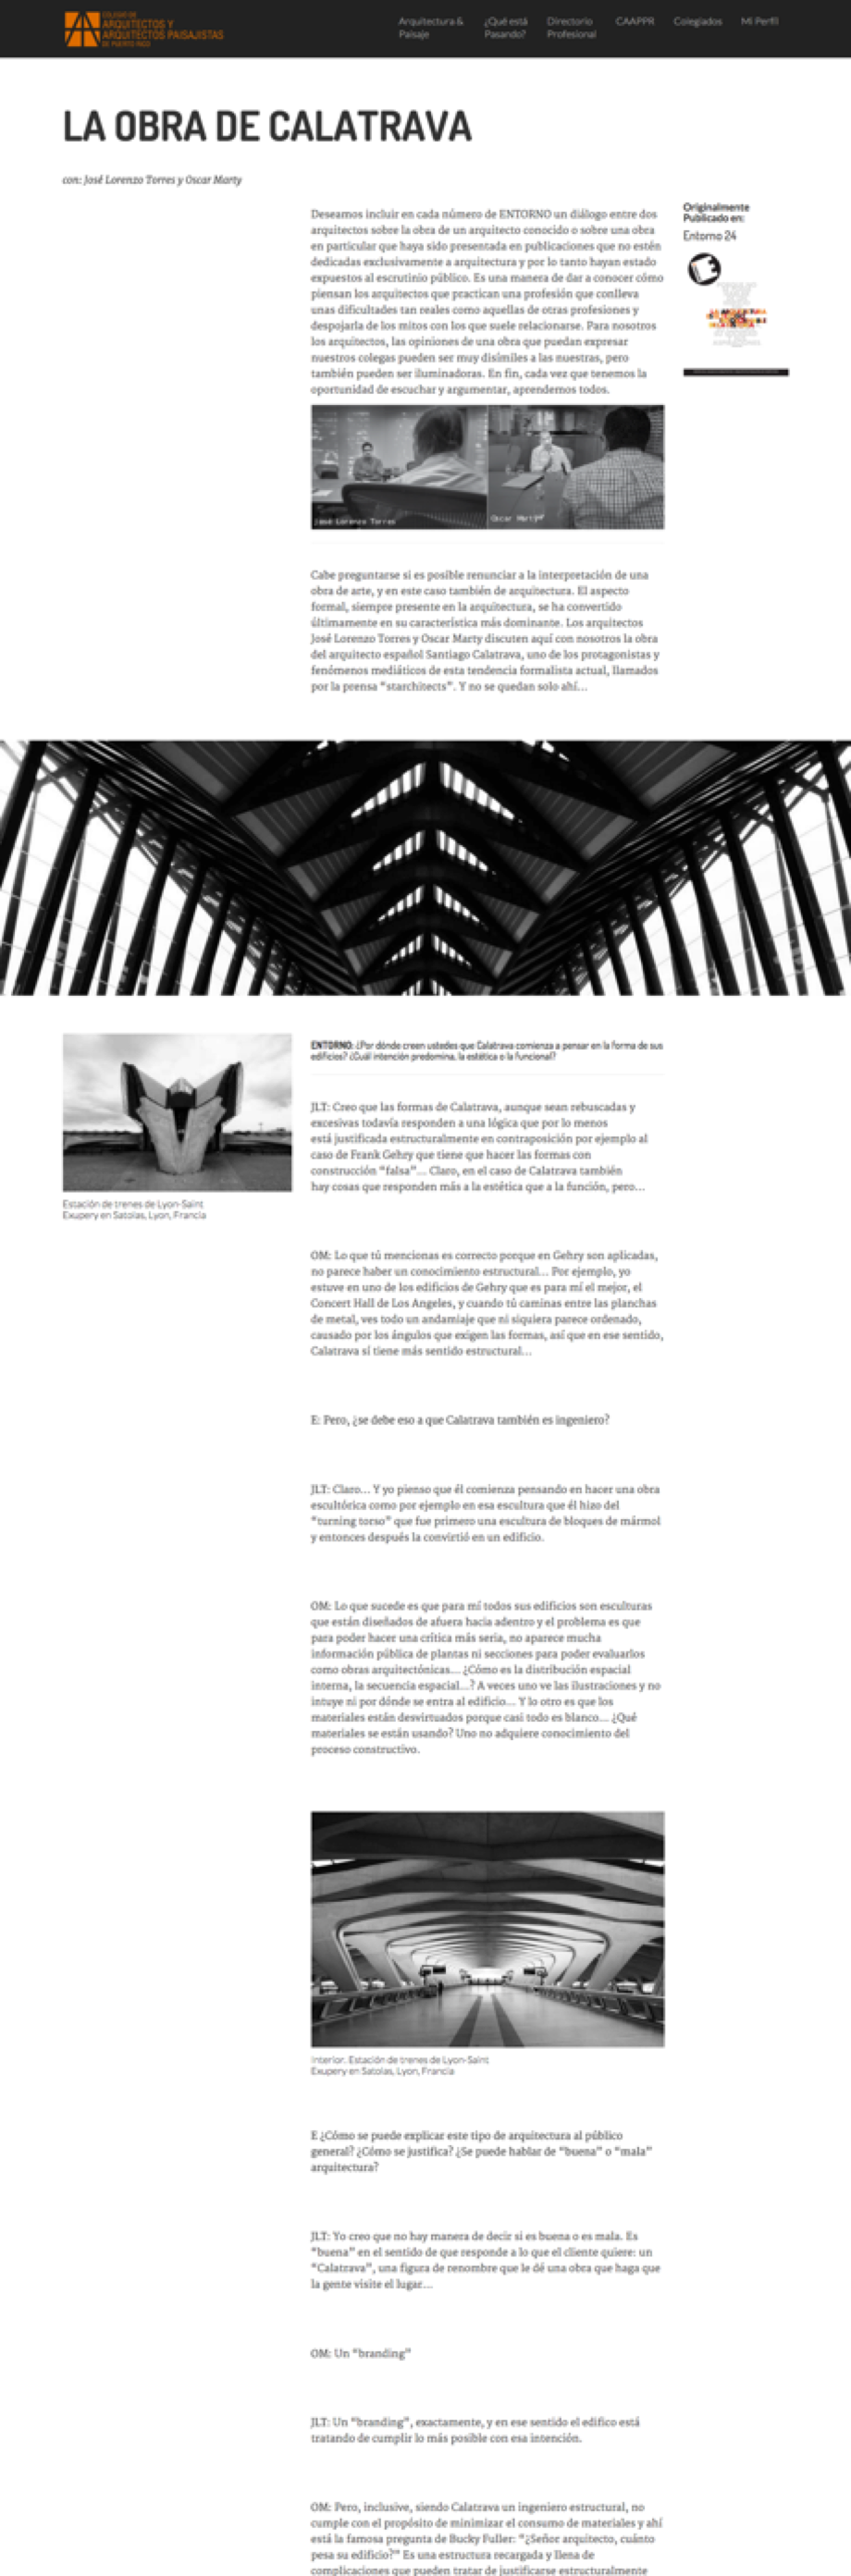 COLEGIO DE
ARQUITECTOS Y
ARQUITECTOS PAISAJISTAS
DE PUERTO RICO
Arquitectura &
Paisaje
¿Qué está
Pasando?
Directorio
Profesional
CAAPPR
Colegiados
Mi Perfil
LA OBRA DE CALATRAVA
con: José Lorenzo Torres y Oscar Marty
Deseamos incluir en cada número de ENTORNO un diálogo entre dos
arquitectos sobre la obra de un arquitecto conocido o sobre una obra
en particular que haya sido presentada en publicaciones que no estén
dedicadas exclusivamente a arquitectura y por lo tanto hayan estado
expuestos al escrutinio público. Es una manera de dar a conocer cómo
piensan los arquitectos que practican una profesión que conlleva
unas dificultades tan reales como aquellas de otras profesiones y
despojarla de los mitos con los que suele relacionarse. Para nosotros
los arquitectos, las opiniones de una obra que puedan expresar
nuestros colegas pueden ser muy disímiles a las nuestras, pero
también pueden ser iluminadoras. En fin, cada vez que tenemos la
oportunidad de escuchar y argumentar, aprendemos todos.
Originalmente
Publicado en:
Entorno 24
José Lorenzo Torres
Oscar Marty
Cabe preguntarse si es posible renunciar a la interpretación de una
obra de arte, y en este caso también de arquitectura. El aspecto
formal, siempre presente en la arquitectura, se ha convertido
últimamente en su característica más dominante. Los arquitectos
José Lorenzo Torres y Oscar Marty discuten aquí con nosotros la obra
del arquitecto español Santiago Calatrava, uno de los protagonistas y
fenómenos mediáticos de esta tendencia formalista actual, llamados
por la prensa “starchitects”. Y no se quedan solo ahí…
Estación de trenes de Lyon-Saint
Exupery en Satolas, Lyon, Francia
ENTORNO: ¿Por dónde creen ustedes que Calatrava comienza a pensar en la forma de sus
edificios? ¿Cuál intención predomina, la estética o la funcional?
JLT: Creo que las formas de Calatrava, aunque sean rebuscadas y
excesivas todavía responden a una lógica que por lo menos
está justificada estructuralmente en contraposición por ejemplo al
caso de Frank Gehry que tiene que hacer las formas con
construcción “falsa”… Claro, en el caso de Calatrava también
hay cosas que responden más a la estética que a la función, pero…
OM: Lo que tú mencionas es correcto porque en Gehry son aplicadas,
no parece haber un conocimiento estructural… Por ejemplo, yo
estuve en uno de los edificios de Gehry que es para mí el mejor, el
Concert Hall de Los Angeles, y cuando tú caminas entre las planchas
de metal, ves todo un andamiaje que ni siquiera parece ordenado,
causado por los ángulos que exigen las formas, así que en ese sentido,
Calatrava sí tiene más sentido estructural…
E: Pero, ¿se debe eso a que Calatrava también es ingeniero?
JLT: Claro… Y yo pienso que él comienza pensando en hacer una obra
escultórica como por ejemplo en esa escultura que él hizo del
“turning torso” que fue primero una escultura de bloques de mármol
y entonces después la convirtió en un edificio.
OM: Lo que sucede es que para mí todos sus edificios son esculturas
que están diseñados de afuera hacia adentro y el problema es que
para poder hacer una crítica más seria, no aparece mucha
información pública de plantas ni secciones para poder evaluarlos
como obras arquitectónicas… ¿Cómo es la distribución espacial
interna, la secuencia espacial…? A veces uno ve las ilustraciones y no
intuye ni por dónde se entra al edificio… Y lo otro es que los
materiales están desvirtuados porque casi todo es blanco… ¿Qué
materiales se están usando? Uno no adquiere conocimiento del
proceso constructivo.
Interior. Estación de trenes de Lyon-Saint
Exupery en Satolas, Lyon, Francia
E ¿Cómo se puede explicar este tipo de arquitectura al público
general? ¿Cómo se justifica? ¿Se puede hablar de “buena” o “mala”
arquitectura?
JLT: Yo creo que no hay manera de decir si es buena o es mala. Es
“buena” en el sentido de que responde a lo que el cliente quiere: un
“Calatrava”, una figura de renombre que le dé una obra que haga que
la gente visite el lugar…
OM: Un “branding”
JLT: Un “branding”, exactamente, y en ese sentido el edifico está
tratando de cumplir lo más posible con esa intención.
OM: Pero, inclusive, siendo Calatrava un ingeniero estructural, no
cumple con el propósito de minimizar el consumo de materiales y ahí
está la famosa pregunta de Bucky Fuller: “¿Señor arquitecto, cuánto
pesa su edificio?” Es una estructura recargada y llena de
complicaciones que pueden tratar de justificarse estructuralmente